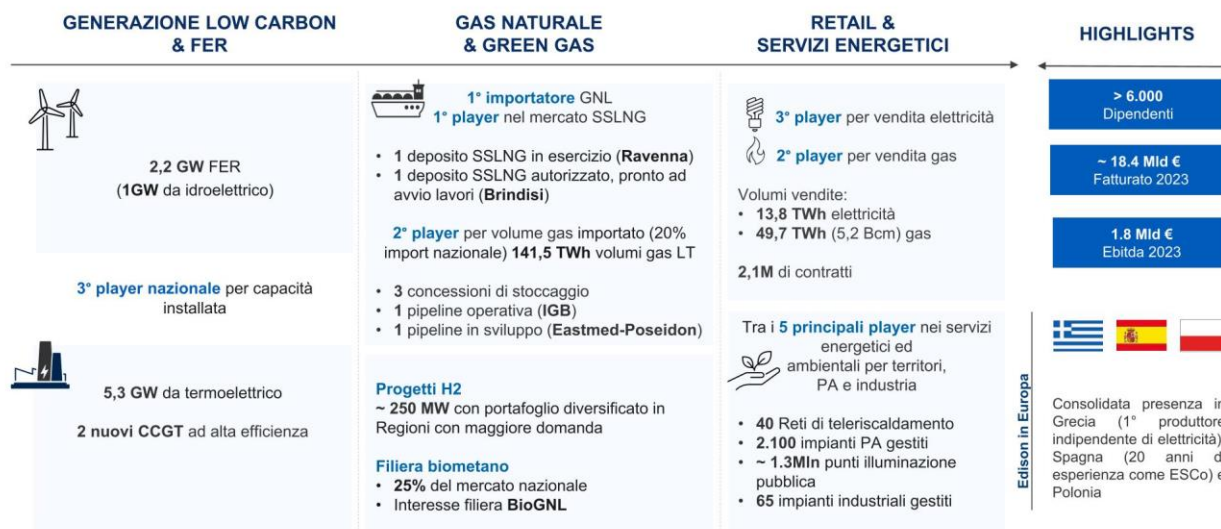 GENERAZIONE LOW CARBON
& FER
2,2 GW FER
(1GW da idroelettrico)
3° player nazionale per capacità
installata
5,3 GW da termoelettrico
2 nuovi CCGT ad alta efficienza
GAS NATURALE
& GREEN GAS
1° importatore GNL
1° player nel mercato SSLNG
• 1 deposito SSLNG in esercizio (Ravenna)
• 1 deposito SSLNG autorizzato, pronto ad
avvio lavori (Brindisi)
2° player per volume gas importato (20%
import nazionale) 141,5 TWh volumi gas LT
• 3 concessioni di stoccaggio
• 1 pipeline operativa (IGB)
• 1 pipeline in sviluppo (Eastmed-Poseidon)
Progetti H2
~ 250 MW con portafoglio diversificato in
Regioni con maggiore domanda
Filiera biometano
• 25% del mercato nazionale
• Interesse filiera BioGNL
RETAIL &
SERVIZI ENERGETICI
3° player per vendita elettricità
2° player per vendita gas
Volumi vendite:
• 13,8 TWh elettricità
• 49,7 TWh (5,2 Bcm) gas
2,1M di contratti
Tra i 5 principali player nei servizi
energetici ed
ambientali per territori,
PA e industria
• 40 Reti di teleriscaldamento
• 2.100 impianti PA gestiti
• ~ 1.3Mln punti illuminazione
pubblica
• 65 impianti industriali gestiti
HIGHLIGHTS
> 6.000
Dipendenti
~ 18.4 Mld €
Fatturato 2023
1.8 Mld €
Ebitda 2023
Edison in Europa
Consolidata presenza
Grecia (1° produttore
indipendente di elettricità)
Spagna (20 anni
esperienza come ESCo)
Polonia